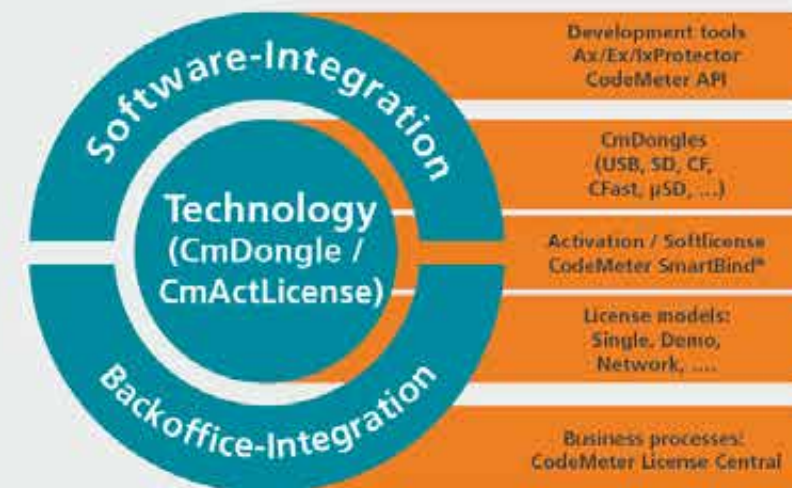 Software-Integration
Technology
(CmDongle /
CmActLicense)
Backoffice-Integration
Development tools
Ax/Ex/IxProtector
CodeMeter API
CmDongles
(USB, SD, CF,
CFast, µSD, ...)
Activation / Softlicense
CodeMeter SmartBind®
License models:
Single, Demo,
Network, ....
Business processes:
CodeMeter License Central